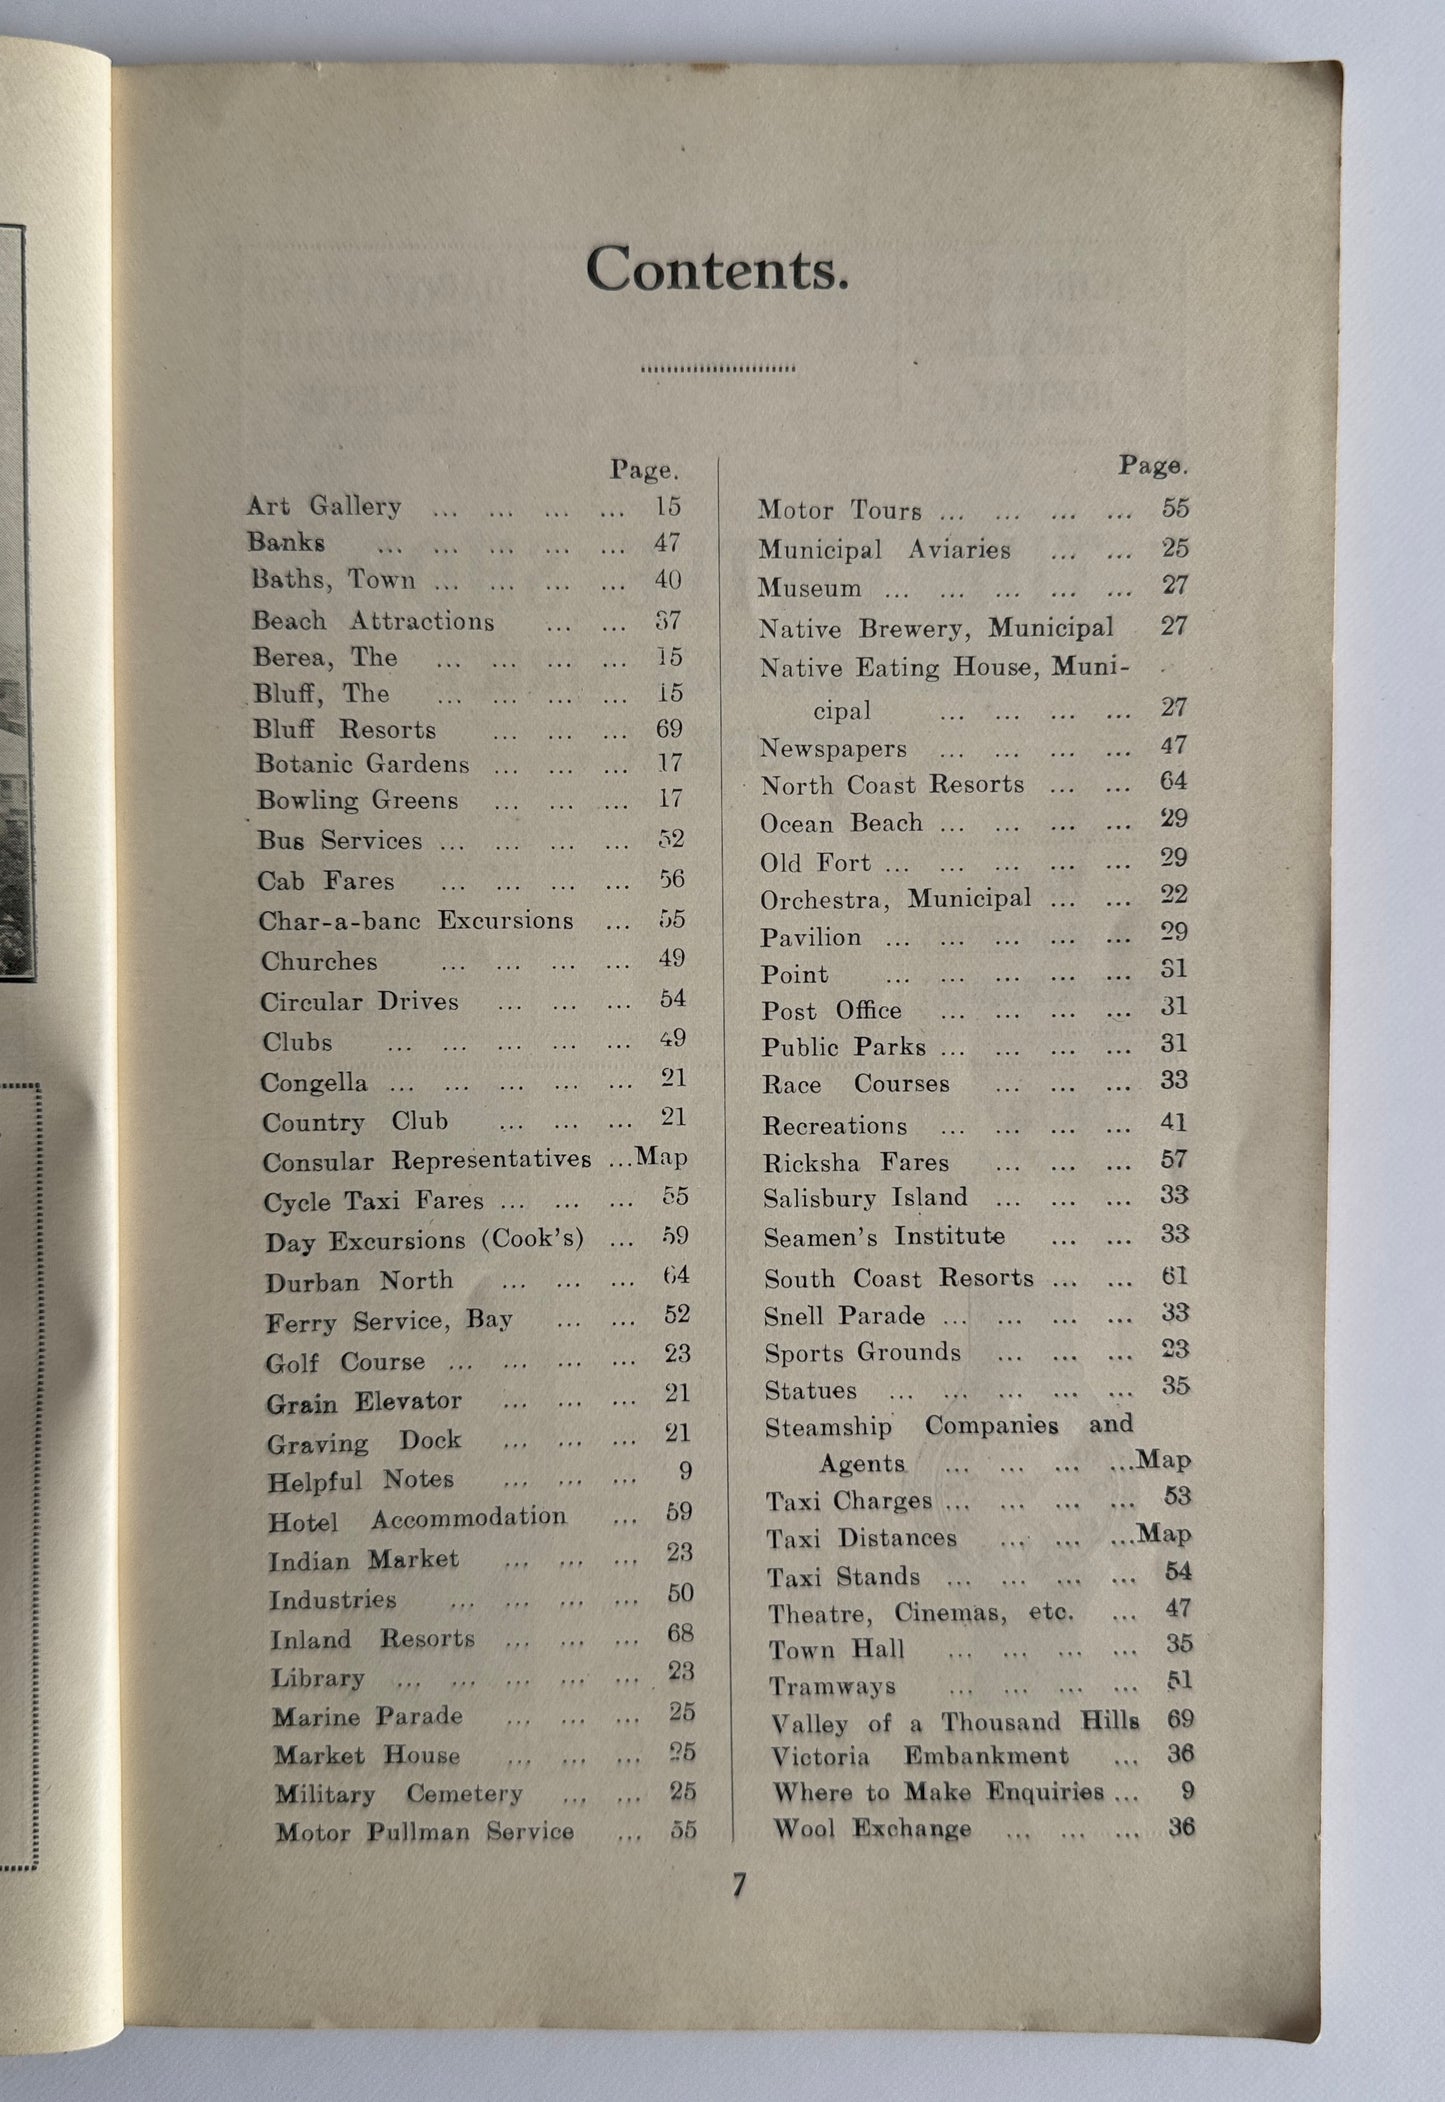 Contents.
Page.
Art Gallery ... ... ... ... 15
Banks ... ... ... ... ... 47
Baths, Town ... ... ... ... 40
Beach Attractions ... ... 37
Berea, The ... ... ... ... 15
Bluff, The ... ... ... ... 15
Bluff Resorts ... ... ... 69
Botanic Gardens ... ... ... 17
Bowling Greens ... ... ... 17
Bus Services ... ... ... ... 52
Cab Fares ... ... ... ... 56
Char-a-banc Excursions ... 55
Churches ... ... ... ... 49
Circular Drives ... ... ... 54
Clubs ... ... ... ... ... 49
Congella ... ... ... ... ... 21
Country Club ... ... ... 21
Consular Representatives ...Map
Cycle Taxi Fares ... ... ... 55
Day Excursions (Cook's) ... 59
Durban North ... ... ... 64
Ferry Service, Bay ... ... 52
Golf Course ... ... ... ... 23
Grain Elevator ... ... ... 21
Graving Dock ... ... ... 21
Helpful Notes ... ... ... 9
Hotel Accommodation ... 59
Indian Market ... ... ... 23
Industries ... ... ... ... 50
Inland Resorts ... ... ... 68
Library ... ... ... ... ... 23
Marine Parade ... ... ... 25
Market House ... ... ... 25
Military Cemetery ... ... 25
Motor Pullman Service ... 55
Page.
Motor Tours ... ... ... ... 55
Municipal Aviaries ... ... 25
Museum ... ... ... ... ... 27
Native Brewery, Municipal 27
Native Eating House, Muni-
cipal ... ... ... ... 27
Newspapers ... ... ... ... 47
North Coast Resorts ... ... 64
Ocean Beach ... ... ... ... 29
Old Fort ... ... ... ... ... 29
Orchestra, Municipal ... ... 22
Pavilion ... ... ... ... ... 29
Point ... ... ... ... ... 31
Post Office ... ... ... ... 31
Public Parks ... ... ... ... 31
Race Courses ... ... ... 33
Recreations ... ... ... ... 41
Ricksha Fares ... ... ... 57
Salisbury Island ... ... ... 33
Seamen's Institute ... ... 33
South Coast Resorts ... ... 61
Snell Parade ... ... ... ... 33
Sports Grounds ... ... ... 23
Statues ... ... ... ... ... 35
Steamship Companies and
Agents ... ... ... ...Map
Taxi Charges ... ... ... ... 53
Taxi Distances ... ... ...Map
Taxi Stands ... ... ... ... 54
Theatre, Cinemas, etc. ... 47
Town Hall ... ... ... ... 35
Tramways ... ... ... ... 51
Valley of a Thousand Hills 69
Victoria Embankment ... 36
Where to Make Enquiries ... 9
Wool Exchange ... ... ... 36
7